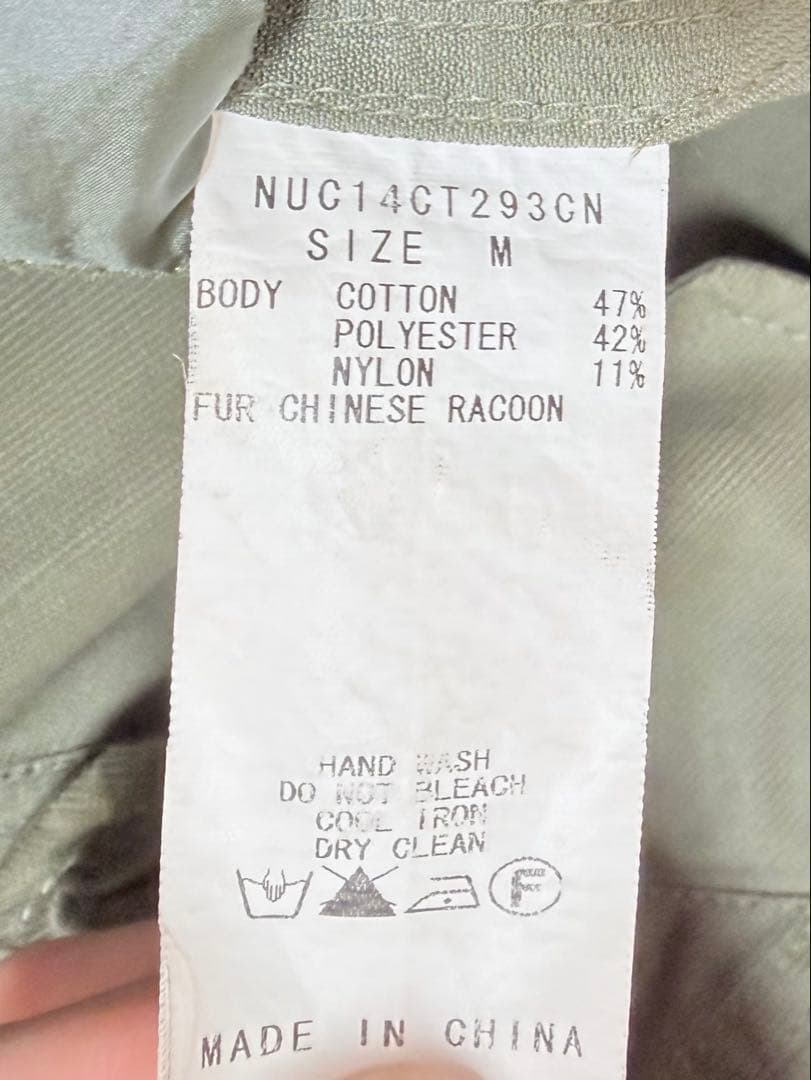 NUC14CT293CN
SIZE M
BODY COTTON 47%
POLYESTER 42%
NYLON 11%
FUR CHINESE RACOON
HAND WASH
DO NOT BLEACH
COOL IRON
DRY CLEAN
F
MADE IN CHINA